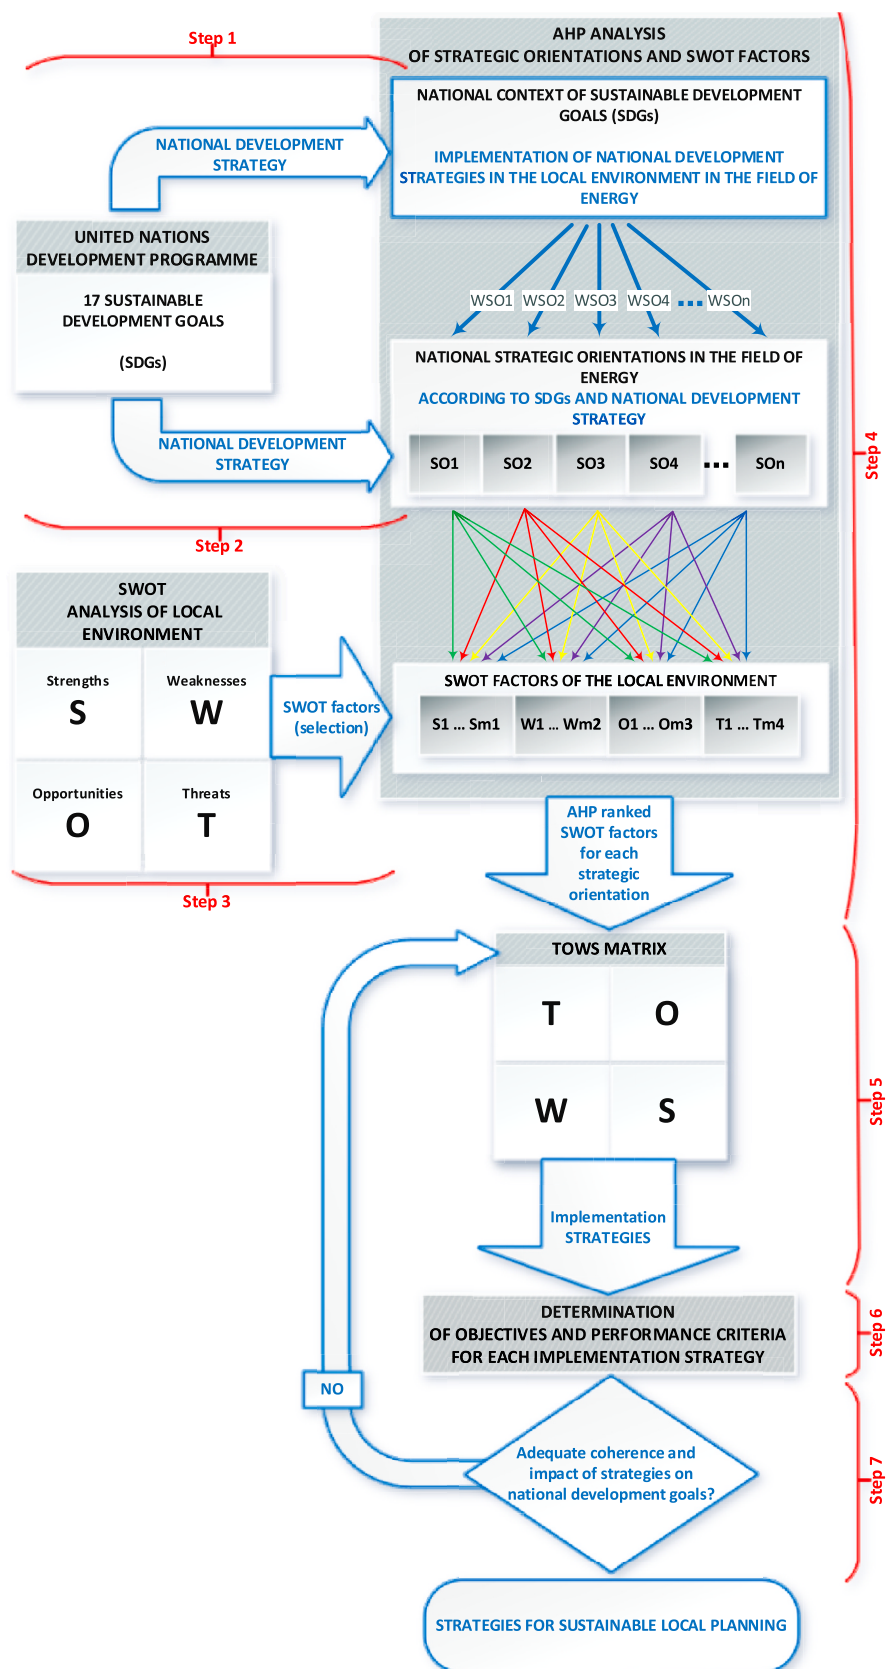 Step 1
AHP ANALYSIS
OF STRATEGIC ORIENTATIONS AND SWOT FACTORS
NATIONAL CONTEXT OF SUSTAINABLE DEVELOPMENT
GOALS (SDGs)
IMPLEMENTATION OF NATIONAL DEVELOPMENT
STRATEGIES IN THE LOCAL ENVIRONMENT IN THE FIELD OF
ENERGY
NATIONAL DEVELOPMENT
STRATEGY
UNITED NATIONS
DEVELOPMENT PROGRAMME
17 SUSTAINABLE
DEVELOPMENT GOALS
(SDGs)
WSO1 WSO2 WSO3 WSO4 ... WSOn
NATIONAL STRATEGIC ORIENTATIONS IN THE FIELD OF
ENERGY
ACCORDING TO SDGs AND NATIONAL DEVELOPMENT
STRATEGY
SO1 SO2 SO3 SO4 ... SOn
NATIONAL DEVELOPMENT
STRATEGY
Step 4
Step 2
SWOT
ANALYSIS OF LOCAL
ENVIRONMENT
Strengths
S
Weaknesses
W
Opportunities
O
Threats
T
SWOT factors
(selection)
SWOT FACTORS OF THE LOCAL ENVIRONMENT
S1 ... Sm1 W1 ... Wm2 O1 ... Om3 T1 ... Tm4
Step 3
AHP ranked
SWOT factors
for each
strategic
orientation
TOWS MATRIX
T O
W S
Step 5
Implementation
STRATEGIES
DETERMINATION
OF OBJECTIVES AND PERFORMANCE CRITERIA
FOR EACH IMPLEMENTATION STRATEGY
Step 6
NO
Adequate coherence and
impact of strategies on
national development goals?
Step 7
STRATEGIES FOR SUSTAINABLE LOCAL PLANNING